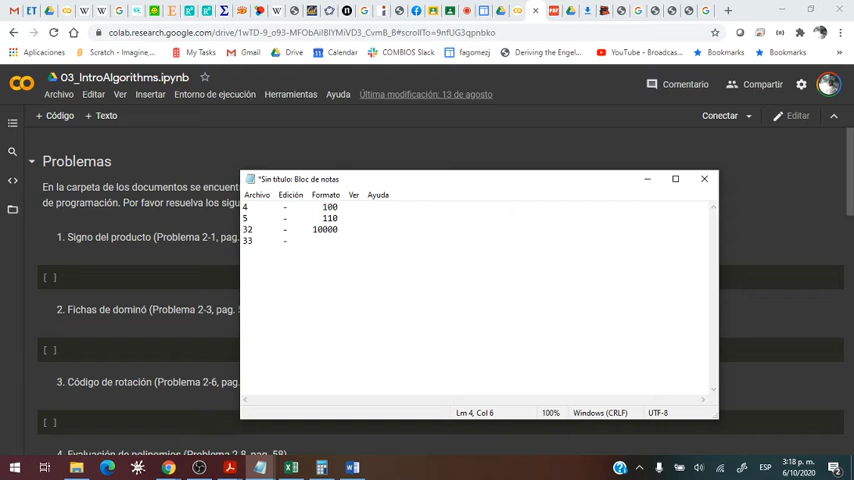 colab.research.google.com/drive/1wTD-9_o93-MFObAiIBIYMiVD3_CvmB_B#scrollTo=9nfUG3qpnbko
Aplicaciones Scratch - Imagine... My Tasks Gmail Drive Calendar COMBIOS Slack fagomezj Deriving the Engel... YouTube - Broadcas... Bookmarks Bookmarks
03_IntroAlgorithms.ipynb
Comentario Compartir
Archivo Editar Ver Insertar Entorno de ejecución Herramientas Ayuda Última modificación: 13 de agosto
+ Código + Texto Conectar Editar
Problemas
En la carpeta de los documentos se encuent
de programación. Por favor resuelva los sigu
1. Signo del producto (Problema 2-1, pag.
[ ]
2. Fichas de dominó (Problema 2-3, pag. 5
[ ]
3. Código de rotación (Problema 2-6, pag.
[ ]
4. Evaluación de polinomios (Problema 2-8, pag. 58)
*Sin título: Bloc de notas
Archivo Edición Formato Ver Ayuda
4 - 100
5 - 110
32 - 10000
33 -
Lm 4, Col 6 100% Windows (CRLF) UTF-8
ESP
3:18 p. m.
6/10/2020